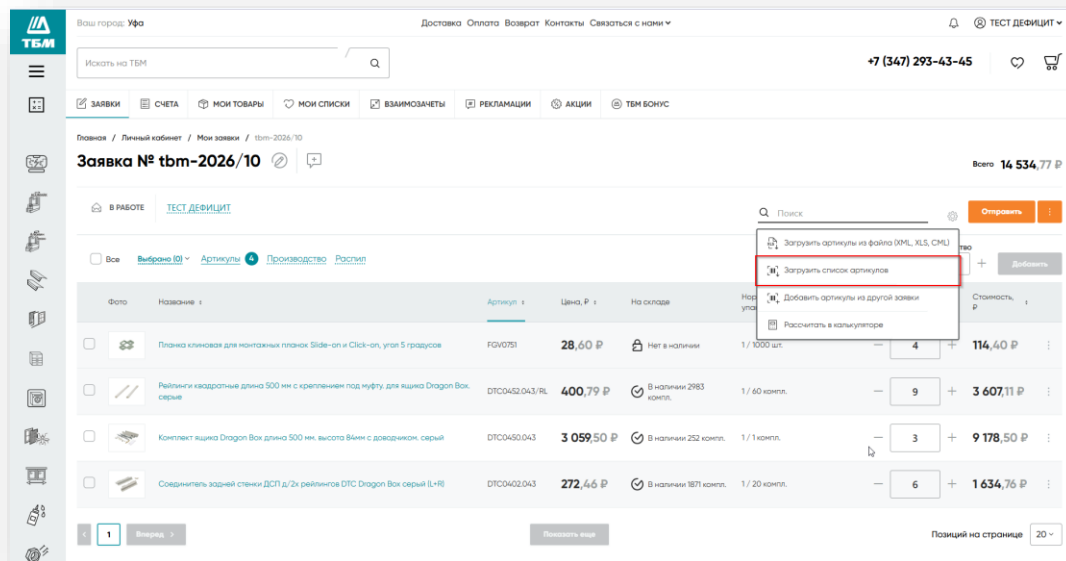 Ваш город: Уфа
Доставка Оплата Возврат Контакты Связаться с нами
ТЕСТ ДЕФИЦИТ
ТБМ
Искать на ТБМ
+7 (347) 293-43-45
ЗАЯВКИ СЧЕТА МОИ ТОВАРЫ МОИ СПИСКИ ВЗАИМОЗАЧЕТЫ РЕКЛАМАЦИИ АКЦИИ ТБМ БОНУС
Главная / Личный кабинет / Мои заявки / tbm-2026/10
Заявка № tbm-2026/10
Всего 14 534,77 ₽
В РАБОТЕ ТЕСТ ДЕФИЦИТ
Поиск
Отправить
Загрузить артикулы из файла (XML, XLS, CML)
Все Выбрано (0) Артикулы 4 Производство Распил
Добавить
Загрузить список артикулов
Добавить артикулы из другой заявки
Рассчитать в калькуляторе
Фото Название Артикул Цена, ₽ На складе Стоимость, ₽
Планка клиновая для монтажных планок Slide-on и Click-on, угол 5 градусов FGV0751 28,60 ₽ Нет в наличии 1 / 1000 шт. — 4 + 114,40 ₽
Рейлинги квадратные длина 500 мм с креплением под муфту, для ящика Dragon Box, серые DTC0452.043/RL 400,79 ₽ В наличии 2983 компл. 1 / 60 компл. — 9 + 3 607,11 ₽
Комплект ящика Dragon Box длина 500 мм. высота 84мм с доводчиком. серый DTC0450.043 3 059,50 ₽ В наличии 252 компл. 1 / 1 компл. — 3 + 9 178,50 ₽
Соединитель задней стенки ДСП д/2х рейлингов DTC Dragon Box серый (L+R) DTC0402.043 272,46 ₽ В наличии 1871 компл. 1 / 20 компл. — 6 + 1 634,76 ₽
1 Вперед > Показать еще Позиций на странице 20